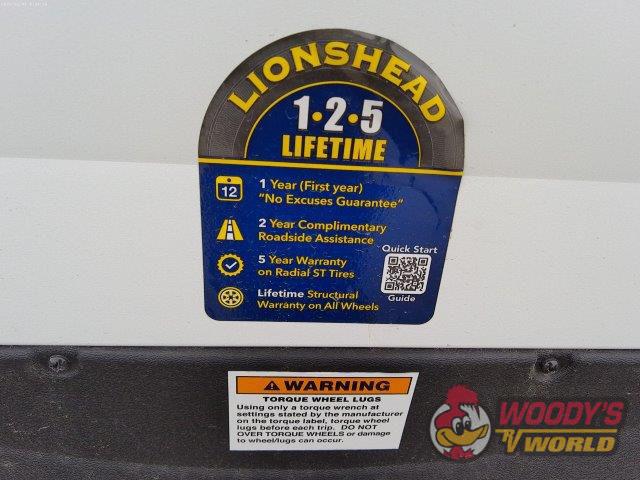 LIONSHEAD
1•2•5
LIFETIME
12
1 Year (First year)
"No Excuses Guarantee"
2 Year Complimentary
Roadside Assistance
5 Year Warranty
on Radial ST Tires
Lifetime Structural
Warranty on All Wheels
Quick Start
Guide
WARNING
TORQUE WHEEL LUGS
Using only a torque wrench at
settings stated by the manufacturer
on the torque label, torque wheel
lugs before each trip. DO NOT
OVER TORQUE WHEELS or damage
to wheel/lugs can occur.
WOODY'S
RV WORLD